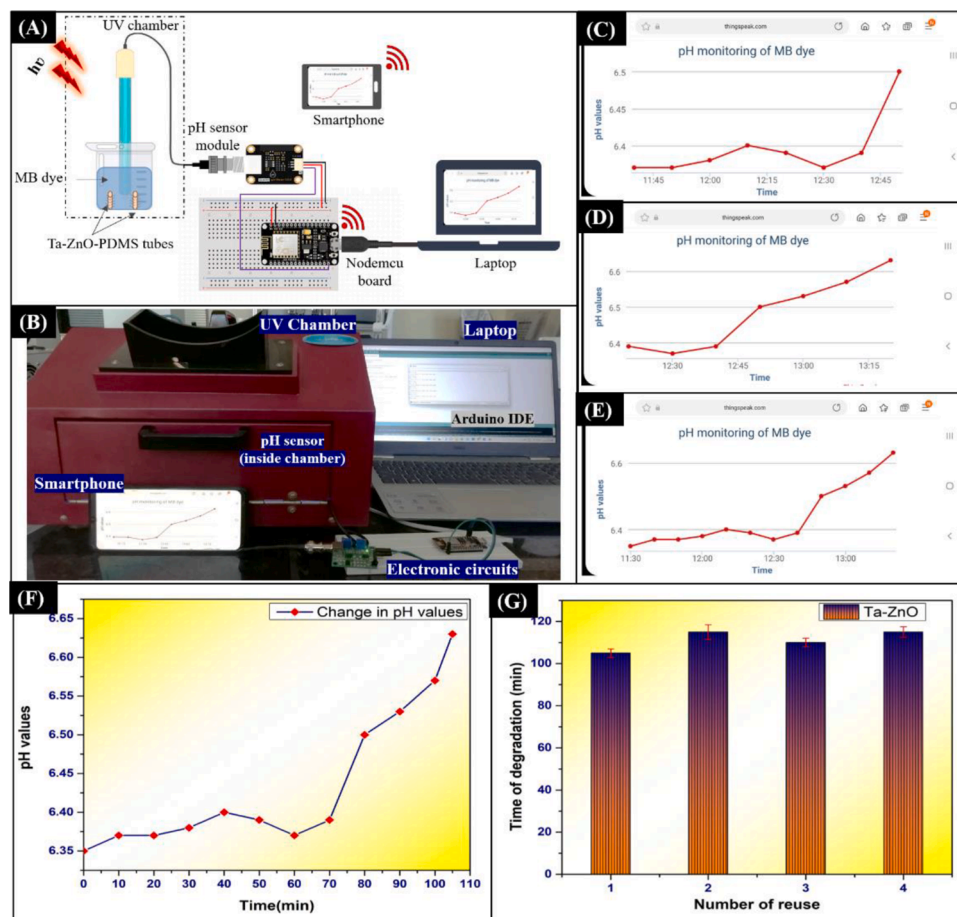 (A)
UV chamber
hυ
pH sensor
module
MB dye
Ta-ZnO-PDMS tubes
Smartphone
Nodemcu
board
Laptop
(B)
UV Chamber
Laptop
Arduino IDE
pH sensor
(inside chamber)
Smartphone
Electronic circuits
(C)
thingspeak.com
pH monitoring of MB dye
pH values
6.5
6.45
6.4
11:45
12:00
12:15
12:30
12:45
Time
(D)
thingspeak.com
pH monitoring of MB dye
pH values
6.6
6.5
6.4
12:30
12:45
13:00
13:15
Time
(E)
thingspeak.com
pH monitoring of MB dye
pH values
6.6
6.4
11:30
12:00
12:30
13:00
Time
(F)
Change in pH values
pH values
6.65
6.60
6.55
6.50
6.45
6.40
6.35
0 10 20 30 40 50 60 70 80 90 100 110
Time(min)
(G)
Ta-ZnO
Time of degradation (min)
120
100
80
60
40
20
0
1 2 3 4
Number of reuse